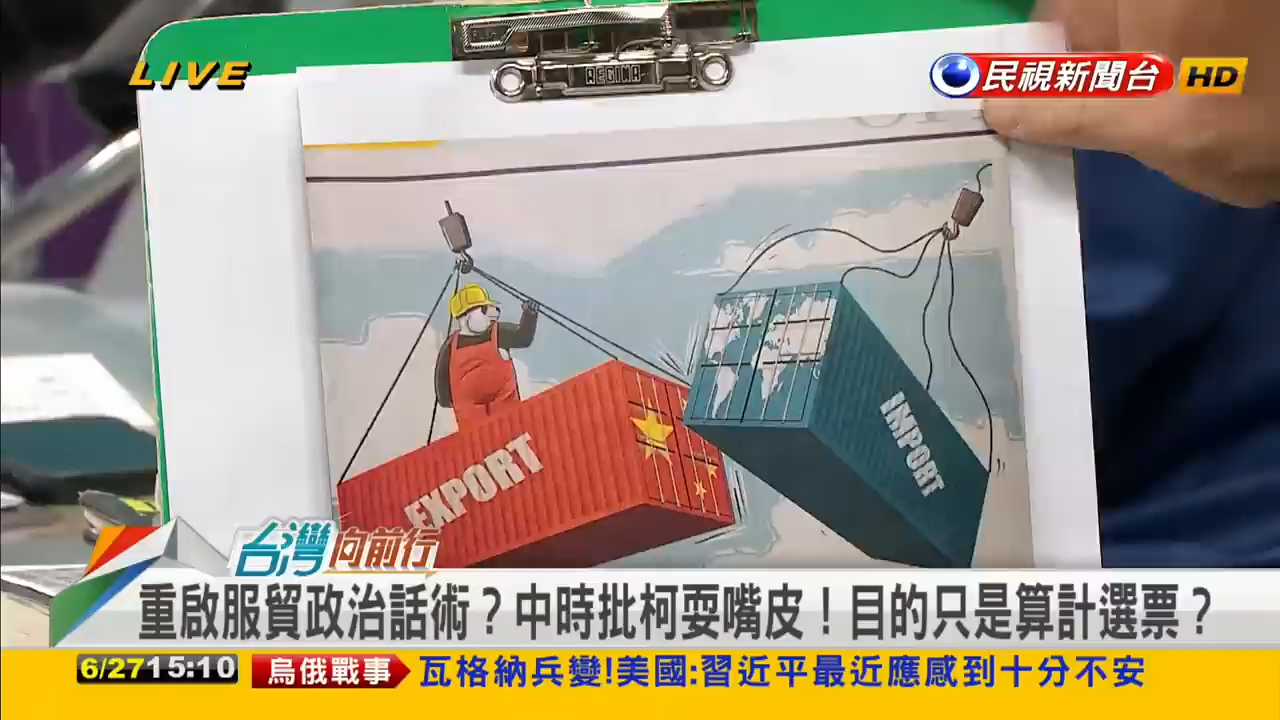 LIVE
REGINA
民視新聞台 HD
EXPORT
IMPORT
台灣向前行
重啟服貿政治話術？中時批柯耍嘴皮！目的只是算計選票？
6/27 15:10 烏俄戰事 瓦格納兵變!美國:習近平最近應感到十分不安